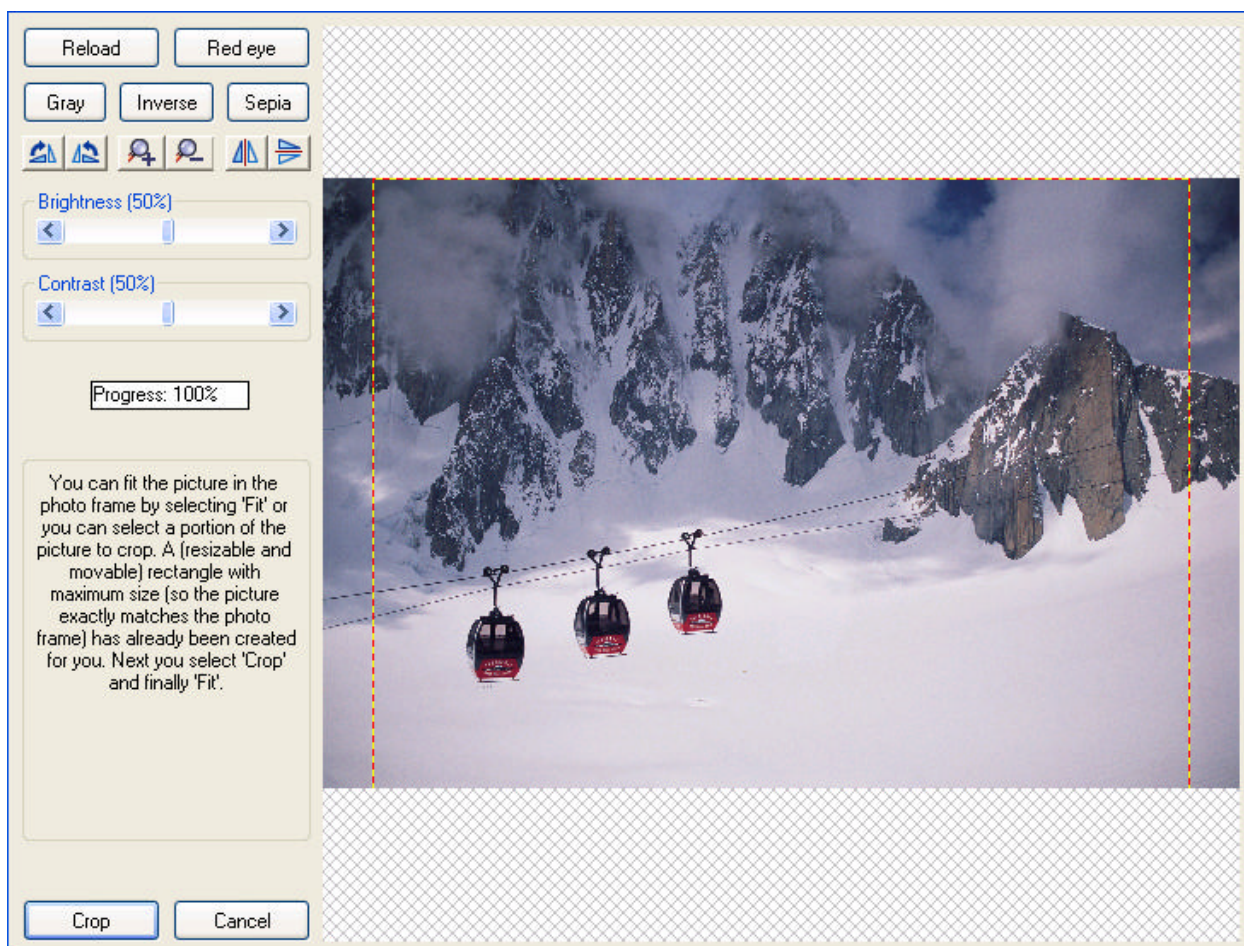 Reload Red eye
Gray Inverse Sepia
Brightness (50%)
Contrast (50%)
Progress: 100%
You can fit the picture in the
photo frame by selecting 'Fit' or
you can select a portion of the
picture to crop. A (resizable and
movable) rectangle with
maximum size (so the picture
exactly matches the photo
frame) has already been created
for you. Next you select 'Crop'
and finally 'Fit'.
Crop Cancel